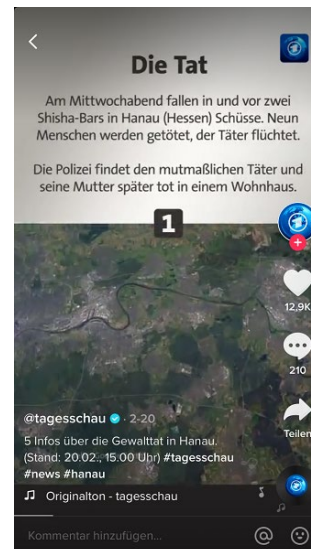 Die Tat
Am Mittwochabend fallen in und vor zwei
Shisha-Bars in Hanau (Hessen) Schüsse. Neun
Menschen werden getötet, der Täter flüchtet.
Die Polizei findet den mutmaßlichen Täter und
seine Mutter später tot in einem Wohnhaus.
1
12,9K
210
Teilen
@tagesschau · 2-20
5 Infos über die Gewalttat in Hanau.
(Stand: 20.02., 15.00 Uhr) #tagesschau
#news #hanau
Originalton - tagesschau
Kommentar hinzufügen... @